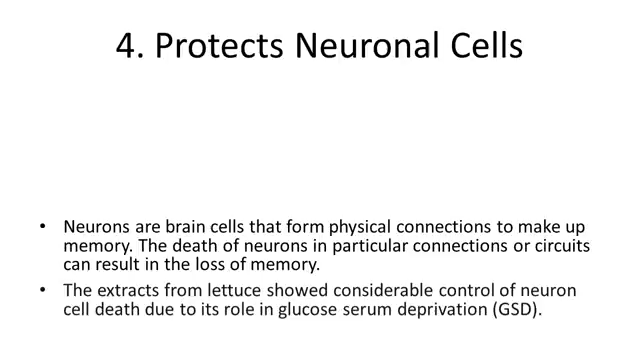 4. Protects Neuronal Cells
• Neurons are brain cells that form physical connections to make up
memory. The death of neurons in particular connections or circuits
can result in the loss of memory.
• The extracts from lettuce showed considerable control of neuron
cell death due to its role in glucose serum deprivation (GSD).